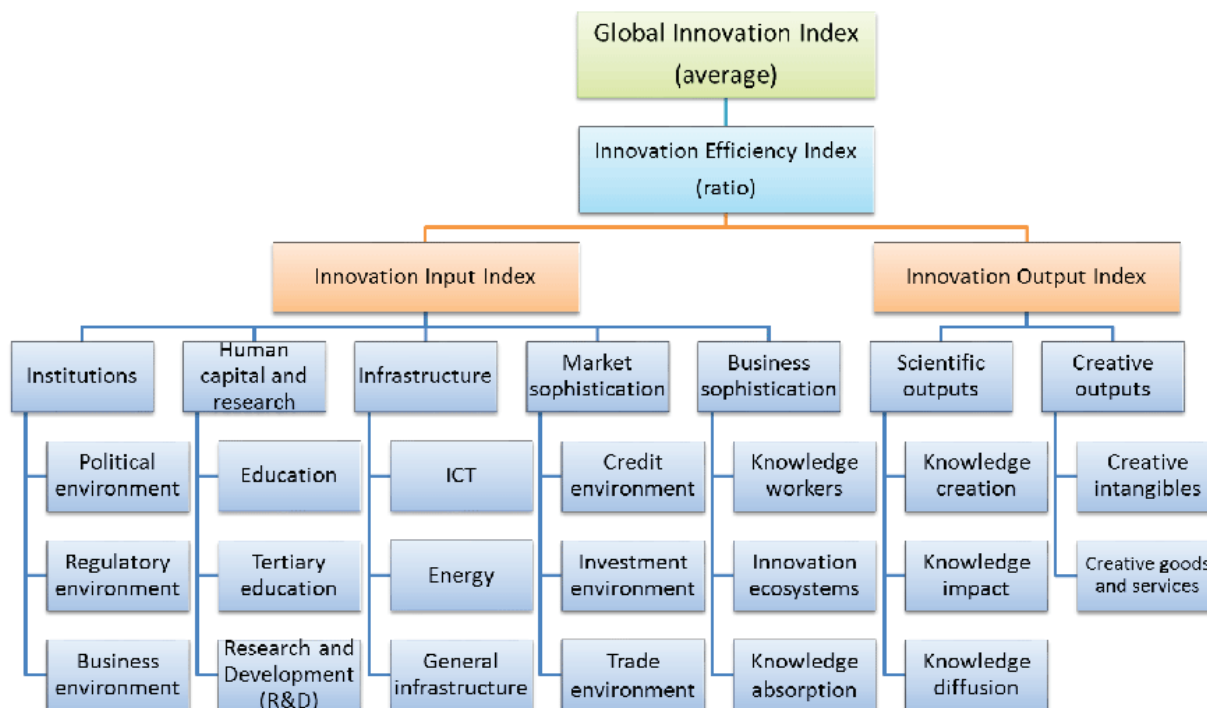 Global Innovation Index
(average)
Innovation Efficiency Index
(ratio)
Innovation Input Index
Innovation Output Index
Institutions
Human
capital and
research
Infrastructure
Market
sophistication
Business
sophistication
Scientific
outputs
Creative
outputs
Political
environment
Education
ICT
Credit
environment
Knowledge
workers
Knowledge
creation
Creative
intangibles
Regulatory
environment
Tertiary
education
Energy
Investment
environment
Innovation
ecosystems
Knowledge
impact
Creative goods
and services
Business
environment
Research and
Development
(R&D)
General
infrastructure
Trade
environment
Knowledge
absorption
Knowledge
diffusion